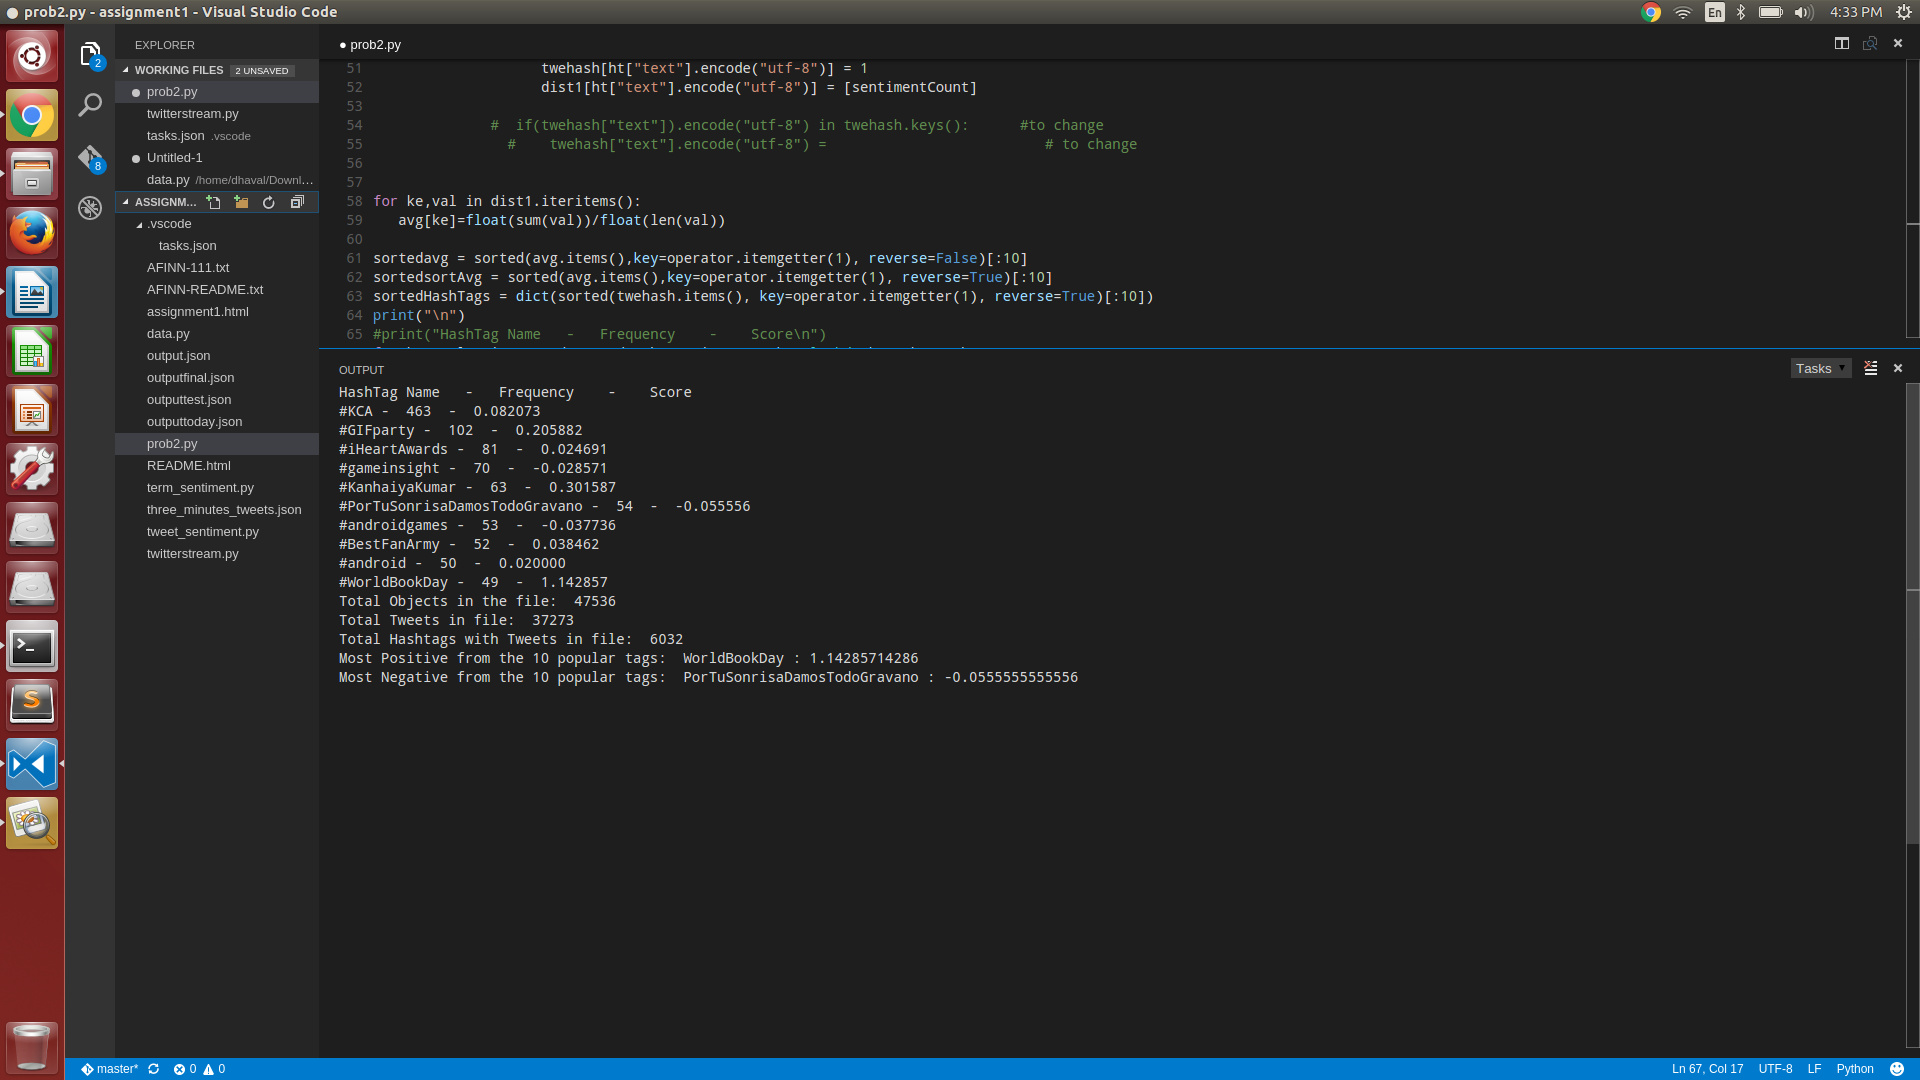 prob2.py - assignment1 - Visual Studio Code
En
4:33 PM
EXPLORER
WORKING FILES 2 UNSAVED
prob2.py
twitterstream.py
tasks.json .vscode
Untitled-1
data.py /home/dhaval/Downl...
ASSIGNM...
.vscode
tasks.json
AFINN-111.txt
AFINN-README.txt
assignment1.html
data.py
output.json
outputfinal.json
outputtest.json
outputtoday.json
prob2.py
README.html
term_sentiment.py
three_minutes_tweets.json
tweet_sentiment.py
twitterstream.py
2
8
● prob2.py
51 twehash[ht["text"].encode("utf-8")] = 1
52 dist1[ht["text"].encode("utf-8")] = [sentimentCount]
53
54 # if(twehash["text"]).encode("utf-8") in twehash.keys(): #to change
55 # twehash["text"].encode("utf-8") = # to change
56
57
58 for ke,val in dist1.iteritems():
59 avg[ke]=float(sum(val))/float(len(val))
60
61 sortedavg = sorted(avg.items(),key=operator.itemgetter(1), reverse=False)[:10]
62 sortedsortAvg = sorted(avg.items(),key=operator.itemgetter(1), reverse=True)[:10]
63 sortedHashTags = dict(sorted(twehash.items(), key=operator.itemgetter(1), reverse=True)[:10])
64 print("\n")
65 #print("HashTag Name - Frequency - Score\n")
OUTPUT
Tasks
HashTag Name - Frequency - Score
#KCA - 463 - 0.082073
#GIFparty - 102 - 0.205882
#iHeartAwards - 81 - 0.024691
#gameinsight - 70 - -0.028571
#KanhaiyaKumar - 63 - 0.301587
#PorTuSonrisaDamosTodoGravano - 54 - -0.055556
#androidgames - 53 - -0.037736
#BestFanArmy - 52 - 0.038462
#android - 50 - 0.020000
#WorldBookDay - 49 - 1.142857
Total Objects in the file: 47536
Total Tweets in file: 37273
Total Hashtags with Tweets in file: 6032
Most Positive from the 10 popular tags: WorldBookDay : 1.14285714286
Most Negative from the 10 popular tags: PorTuSonrisaDamosTodoGravano : -0.0555555555556
master* 0 0
Ln 67, Col 17 UTF-8 LF Python